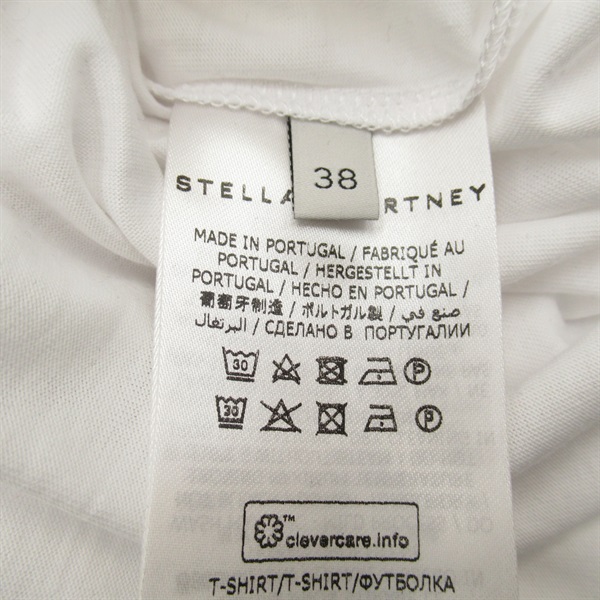 38
STELLA RTNEY
MADE IN PORTUGAL / FABRIQUÉ AU
PORTUGAL / HERGESTELLT IN
PORTUGAL / HECHO EN PORTUGAL /
葡萄牙制造 / ポルトガル製 / صنع في
البرتغال / СДЕЛАНО В ПОРТУГАЛИИ
30 P
30 P
™
clevercare.info
T-SHIRT/T-SHIRT/ФУТБОЛКА